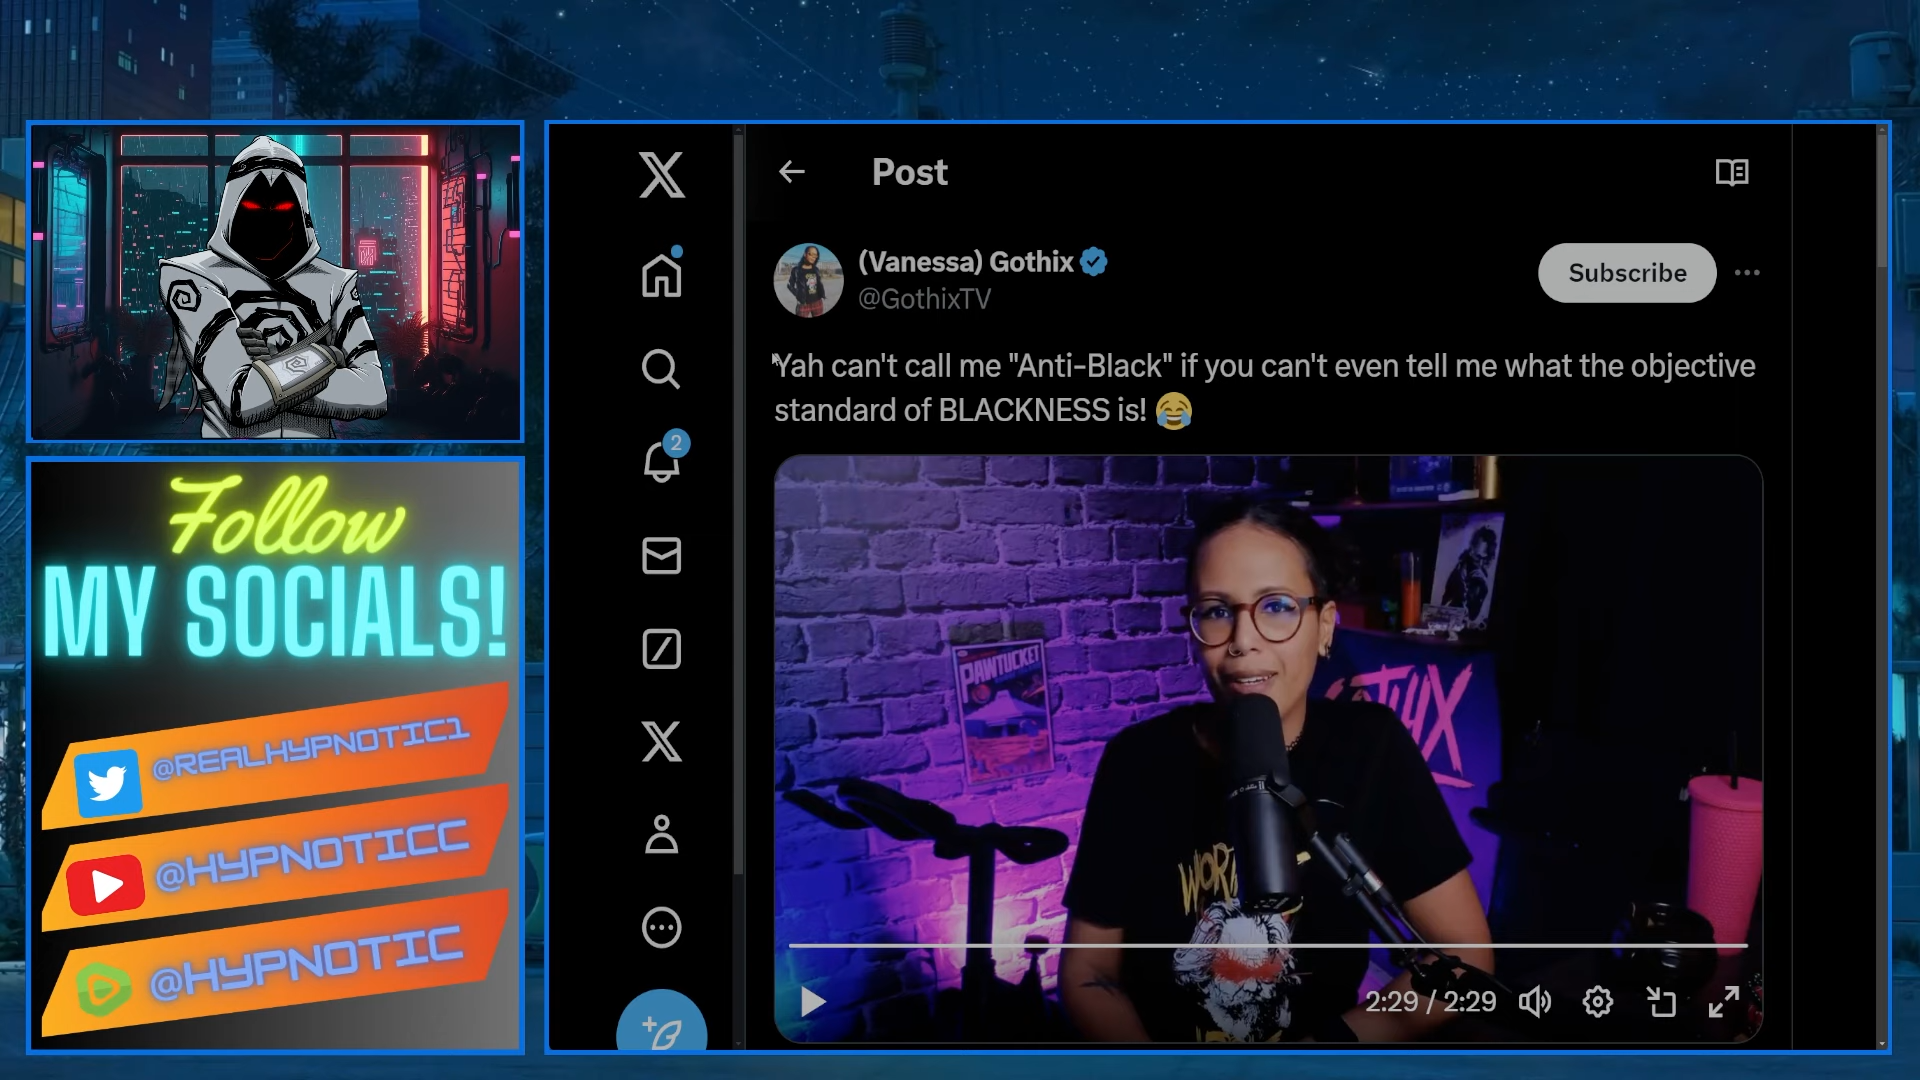 Follow
MY SOCIALS!
@REALHYPNOTIC1
@HYPNOTICC
@HYPNOTIC
Post
(Vanessa) Gothix
@GothixTV
Subscribe
Yah can't call me "Anti-Black" if you can't even tell me what the objective
standard of BLACKNESS is! 😂
2
PAWTUCKET
2:29 / 2:29